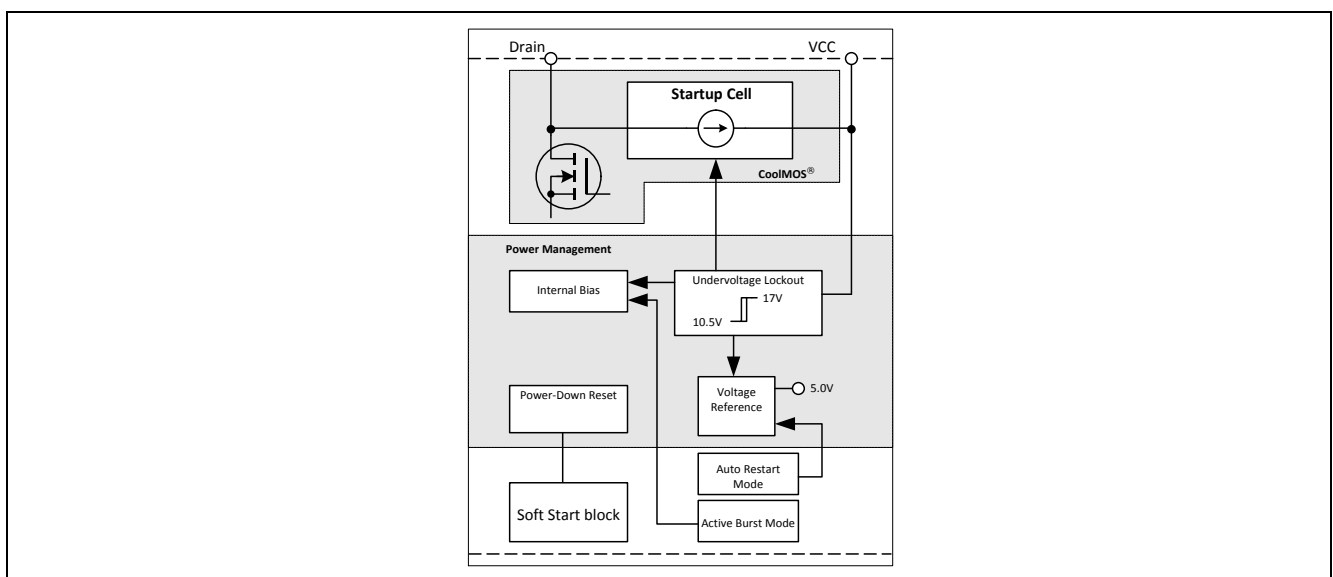 Drain
VCC
Startup Cell
CoolMOS®
Power Management
Internal Bias
Undervoltage Lockout
17V
10.5V
Power-Down Reset
Voltage
Reference
5.0V
Auto Restart
Mode
Soft Start block
Active Burst Mode